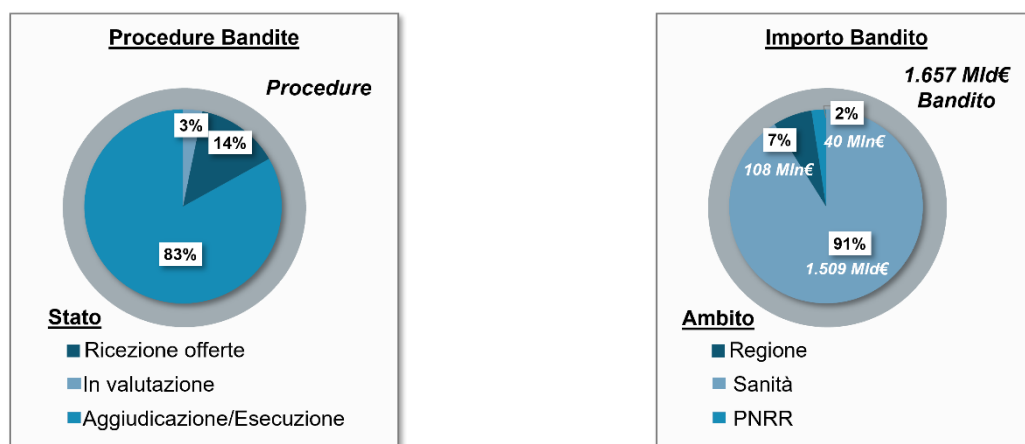 Procedure Bandite
Procedure
3%
14%
83%
Stato
Ricezione offerte
In valutazione
Aggiudicazione/Esecuzione
Importo Bandito
1.657 Mld€
Bandito
2%
40 Mln€
7%
108 Mln€
91%
1.509 Mld€
Ambito
Regione
Sanità
PNRR